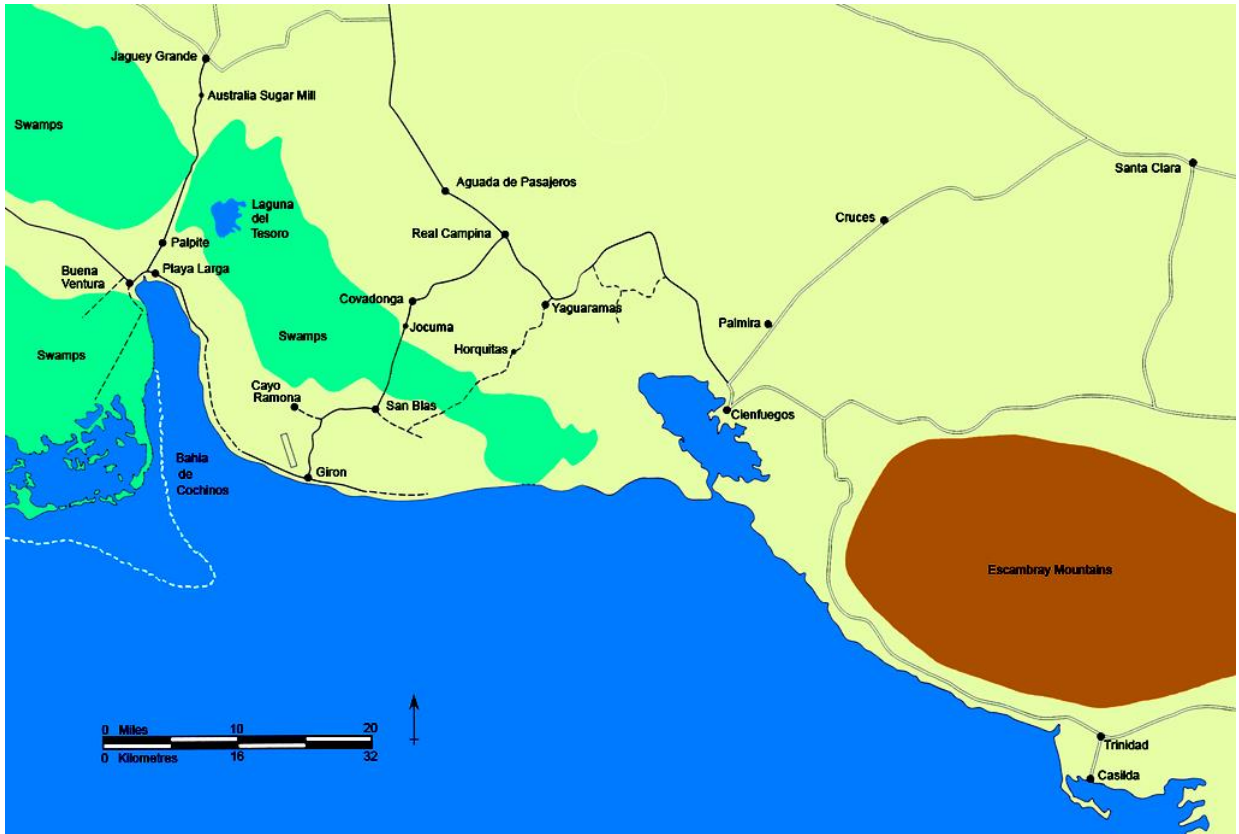 Jaguey Grande
Australia Sugar Mill
Swamps
Santa Clara
Aguada de Pasajeros
Laguna
del
Tesoro
Cruces
Real Campina
Palpite
Buena
Ventura
Playa Larga
Covadonga
Yaguaramas
Jocuma
Palmira
Swamps
Horquitas
Swamps
Cayo
Ramona
San Blas
Cienfuegos
Bahia
de
Cochinos
Giron
Escambray Mountains
0 Miles 10 20
0 Kilometres 16 32
Trinidad
Casilda